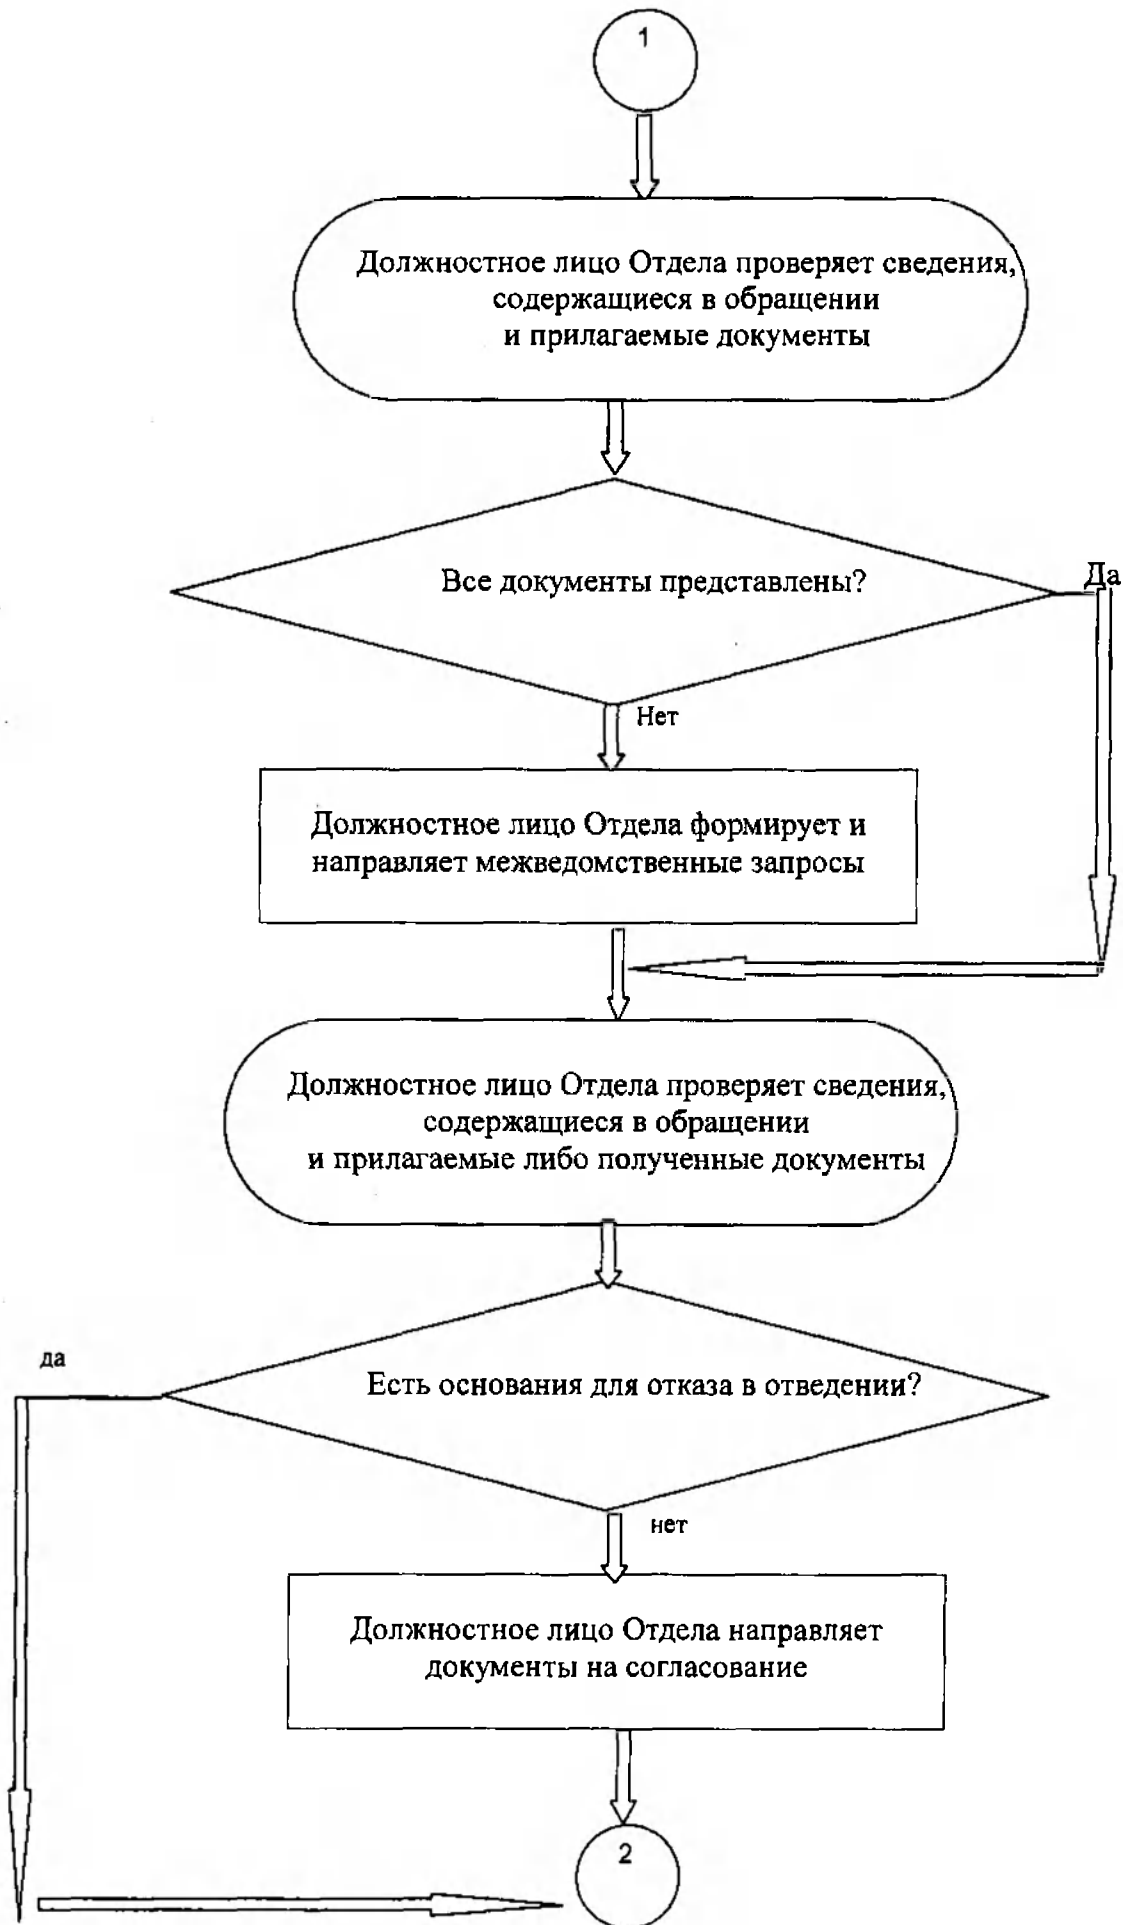 1
Должностное лицо Отдела проверяет сведения,
содержащиеся в обращении
и прилагаемые документы
Все документы представлены?
Да
Нет
Должностное лицо Отдела формирует и
направляет межведомственные запросы
Должностное лицо Отдела проверяет сведения,
содержащиеся в обращении
и прилагаемые либо полученные документы
да
Есть основания для отказа в отведении?
нет
Должностное лицо Отдела направляет
документы на согласование
2